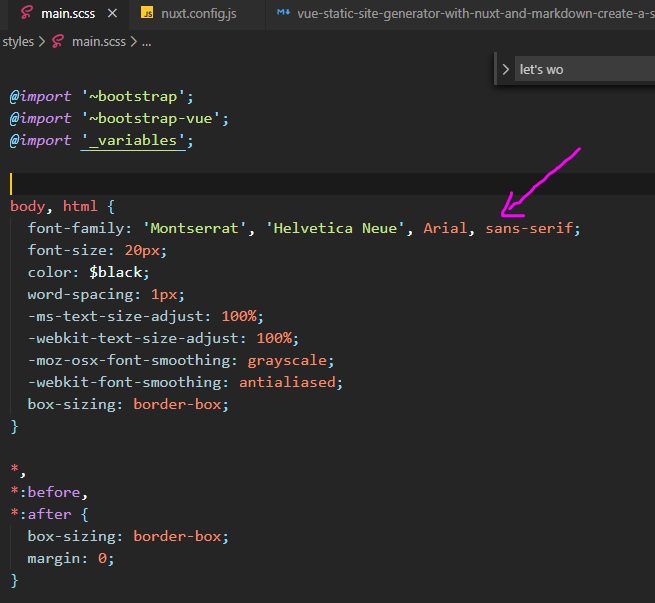 main.scss × JS nuxt.config.js M↓ vue-static-site-generator-with-nuxt-and-markdown-create-a-s
styles > main.scss > ...
> let's wo
@import '~bootstrap';
@import '~bootstrap-vue';
@import '_variables';
body, html {
font-family: 'Montserrat', 'Helvetica Neue', Arial, sans-serif;
font-size: 20px;
color: $black;
word-spacing: 1px;
-ms-text-size-adjust: 100%;
-webkit-text-size-adjust: 100%;
-moz-osx-font-smoothing: grayscale;
-webkit-font-smoothing: antialiased;
box-sizing: border-box;
}
*,
*:before,
*:after {
box-sizing: border-box;
margin: 0;
}